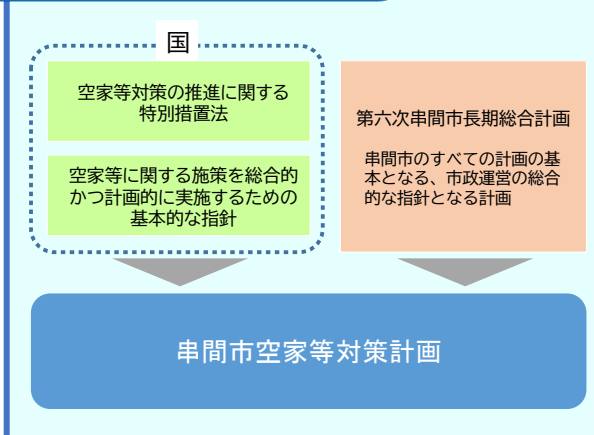 国
空家等対策の推進に関する
特別措置法
空家等に関する施策を総合的
かつ計画的に実施するための
基本的な指針
第六次串間市長期総合計画
串間市のすべての計画の基
本となる、市政運営の総合
的な指針となる計画
串間市空家等対策計画